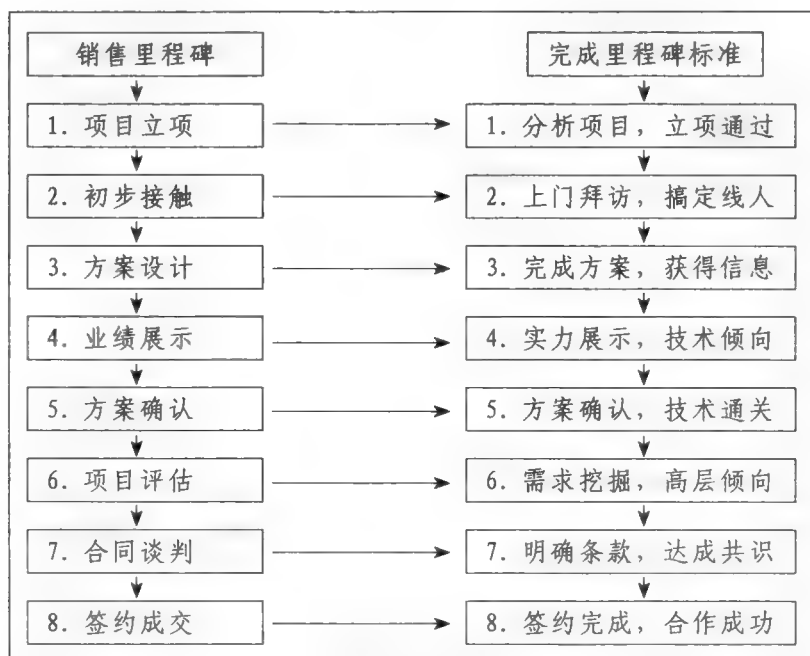 销售里程碑 完成里程碑标准
1. 项目立项 1. 分析项目，立项通过
2. 初步接触 2. 上门拜访，搞定线人
3. 方案设计 3. 完成方案，获得信息
4. 业绩展示 4. 实力展示，技术倾向
5. 方案确认 5. 方案确认，技术通关
6. 项目评估 6. 需求挖掘，高层倾向
7. 合同谈判 7. 明确条款，达成共识
8. 签约成交 8. 签约完成，合作成功